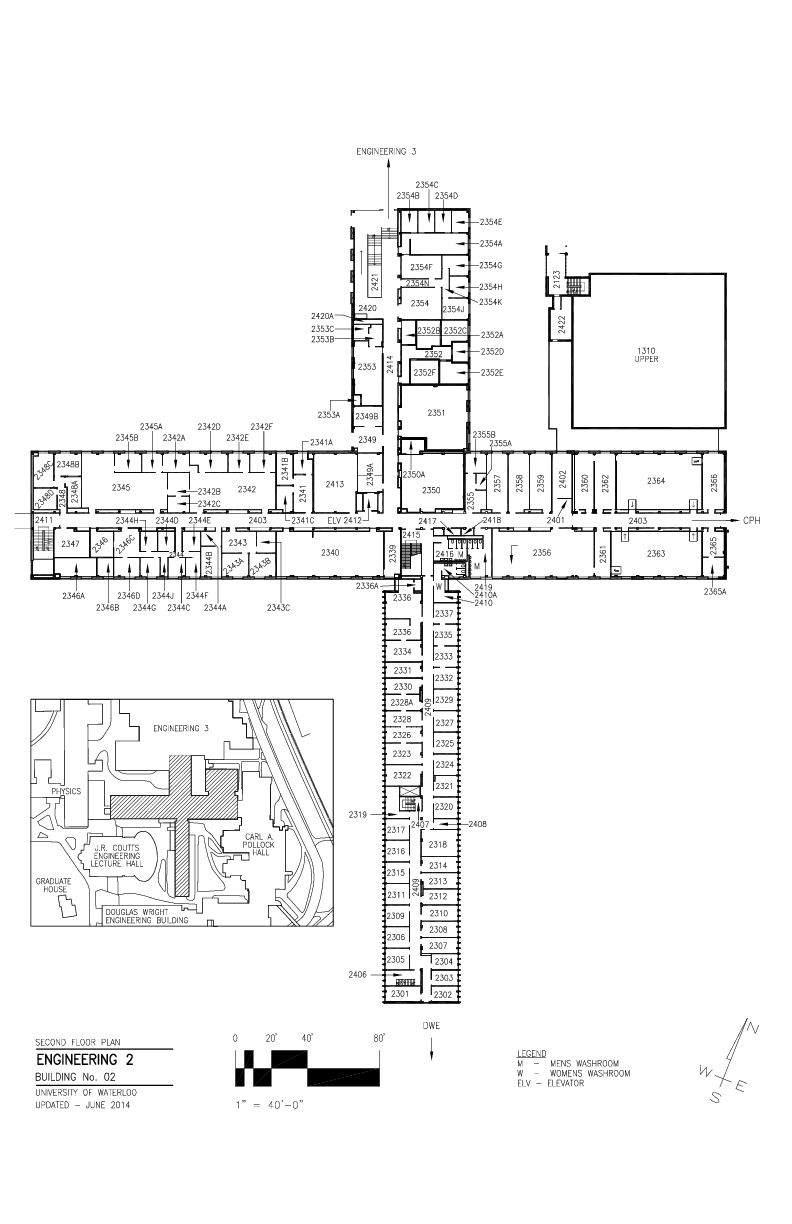 ENGINEERING 3
2354C
2354B
2354D
2354E
2354A
2354F
2354G
2354N
2354H
2354K
2354
2354J
2421
2420
2420A
2353C
2353B
2352B
2352C
2352A
2352
2352D
2352F
2352E
2353
2414
2353A
2349B
2351
2349
2123
2422
1310
UPPER
2345A
2342D
2342F
2345B
2342A
2342E
2341A
2355B
2355A
2348C
2348B
2348D
2348
2348A
2345
2342B
2342C
2342
2341B
2341
2413
2349A
2350A
2350
2355
2357
2358
2359
2402
2360
2362
2364
2366
2411
2344H
2344D
2344E
2403
2341C
ELV
2412
2417
2418
2401
2403
CPH
2347
2346
2346C
2344
2344B
2343
2343A
2343B
2340
2339
2415
2416
M
M
W
2356
2361
2363
2365
2346A
2346B
2346D
2344G
2344J
2344C
2344F
2344A
2343C
2336A
2419
2410A
2410
2365A
2336
2337
2336
2335
2334
2333
2331
2332
2330
2328A
2329
2409
2328
2327
2326
2325
2323
2324
2322
2321
2320
2319
2407
2408
2317
2318
2316
2314
2315
2313
2409
2311
2312
2309
2310
2308
2306
2307
2305
2304
2406
2303
2301
2302
DWE
ENGINEERING 3
PHYSICS
J.R. COUTTS
ENGINEERING
LECTURE HALL
CARL A.
POLLOCK
HALL
GRADUATE
HOUSE
DOUGLAS WRIGHT
ENGINEERING BUILDING
SECOND FLOOR PLAN
ENGINEERING 2
BUILDING No. 02
UNIVERSITY OF WATERLOO
UPDATED – JUNE 2014
0 20' 40' 80'
1" = 40'-0"
LEGEND
M – MENS WASHROOM
W – WOMENS WASHROOM
ELV – ELEVATOR
N
W
E
S